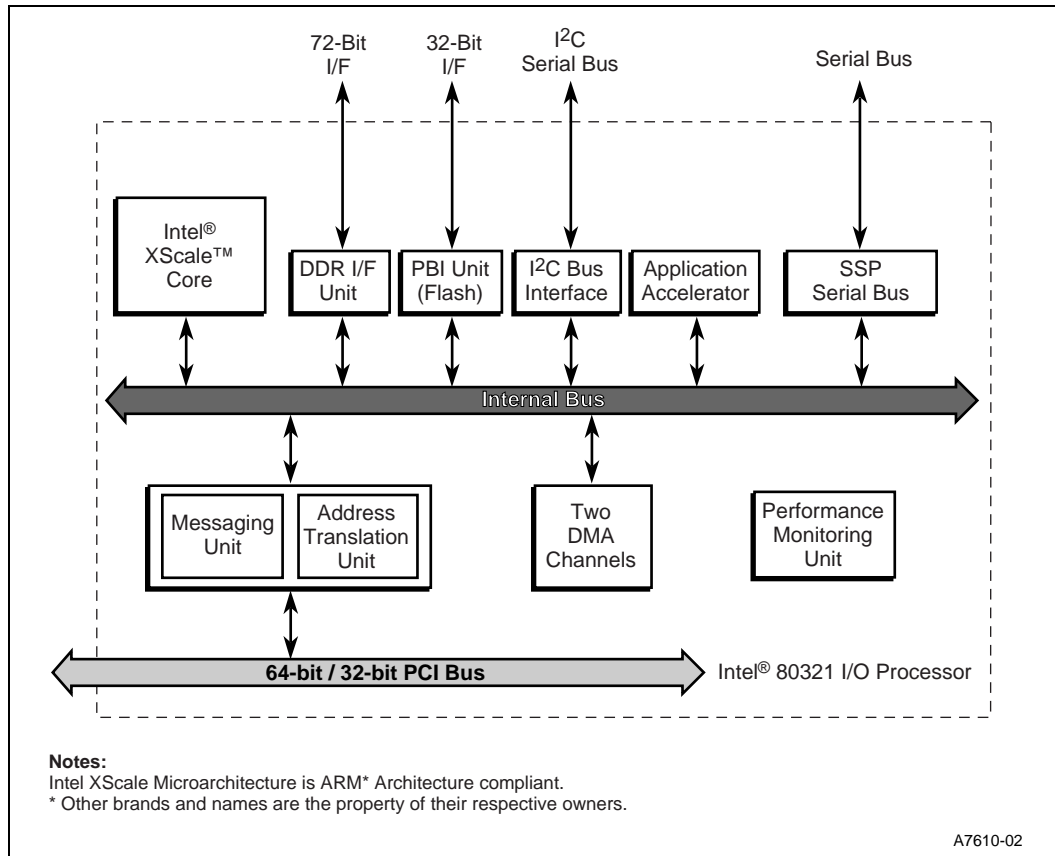 72-Bit
I/F
32-Bit
I/F
I2C
Serial Bus
Serial Bus
Intel®
XScale™
Core
DDR I/F
Unit
PBI Unit
(Flash)
I2C Bus
Interface
Application
Accelerator
SSP
Serial Bus
Internal Bus
Messaging
Unit
Address
Translation
Unit
Two
DMA
Channels
Performance
Monitoring
Unit
64-bit / 32-bit PCI Bus
Intel® 80321 I/O Processor
Notes:
Intel XScale Microarchitecture is ARM* Architecture compliant.
* Other brands and names are the property of their respective owners.
A7610-02